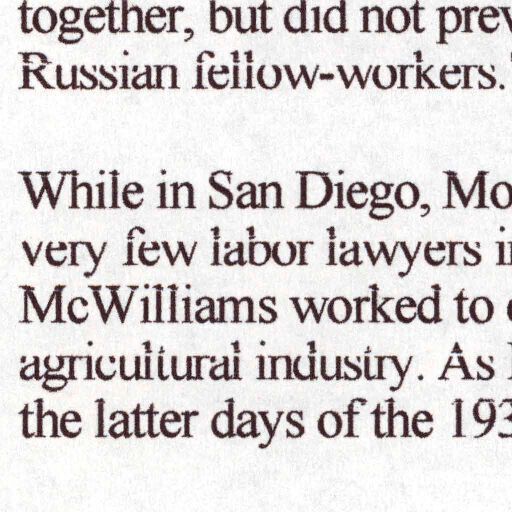 together, but did not prev
Russian fellow-workers.
While in San Diego, Mo
very few labor lawyers i
McWilliams worked to
agricultural industry. As
the latter days of the 193